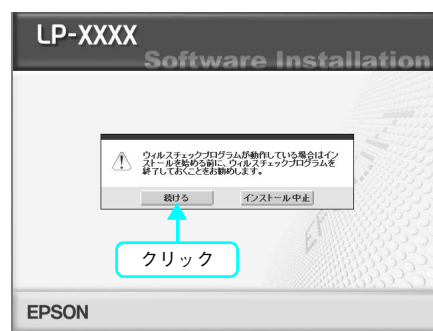 LP-XXXX
Software Installation
ウィルスチェックプログラムが動作している場合はイン
ストールを始める前に、ウィルスチェックプログラムを
終了しておくことをお勧めします。
続ける
インストール中止
クリック
EPSON